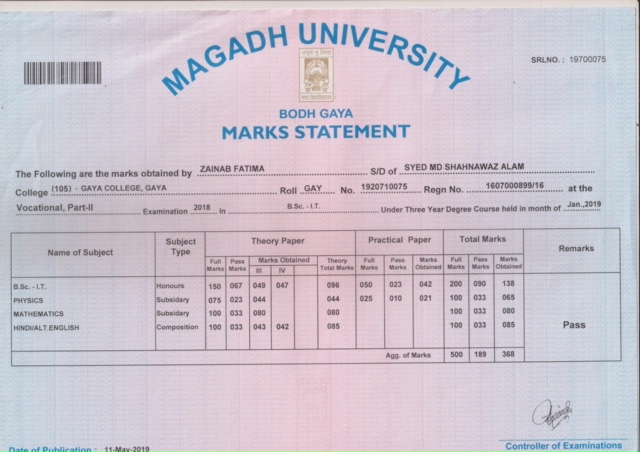 MAGADH UNIVERSITY
SRLNO. : 19700075
BODH GAYA
MARKS STATEMENT
The Following are the marks obtained by ZAINAB FATIMA S/D of SYED MD SHAHNAWAZ ALAM
College (105) - GAYA COLLEGE, GAYA Roll GAY No. 1920710075 Regn No. 1607000899/16 at the
Vocational, Part-II Examination 2018 In B.Sc. - I.T. Under Three Year Degree Course held in month of Jan.,2019
Name of Subject Subject Type Theory Paper Practical Paper Total Marks Remarks
Full Marks Pass Marks Marks Obtained Theory Total Marks Full Marks Pass Marks Marks Obtained Full Marks Pass Marks Marks Obtained
III IV
B.Sc. - I.T. Honours 150 067 049 047 096 050 023 042 200 090 138
PHYSICS Subsidary 075 023 044 044 025 010 021 100 033 065
MATHEMATICS Subsidary 100 033 080 080 100 033 080
HINDI/ALT.ENGLISH Composition 100 033 043 042 085 100 033 085 Pass
Agg. of Marks 500 189 368
Date of Publication : 11-May-2019 Controller of Examinations